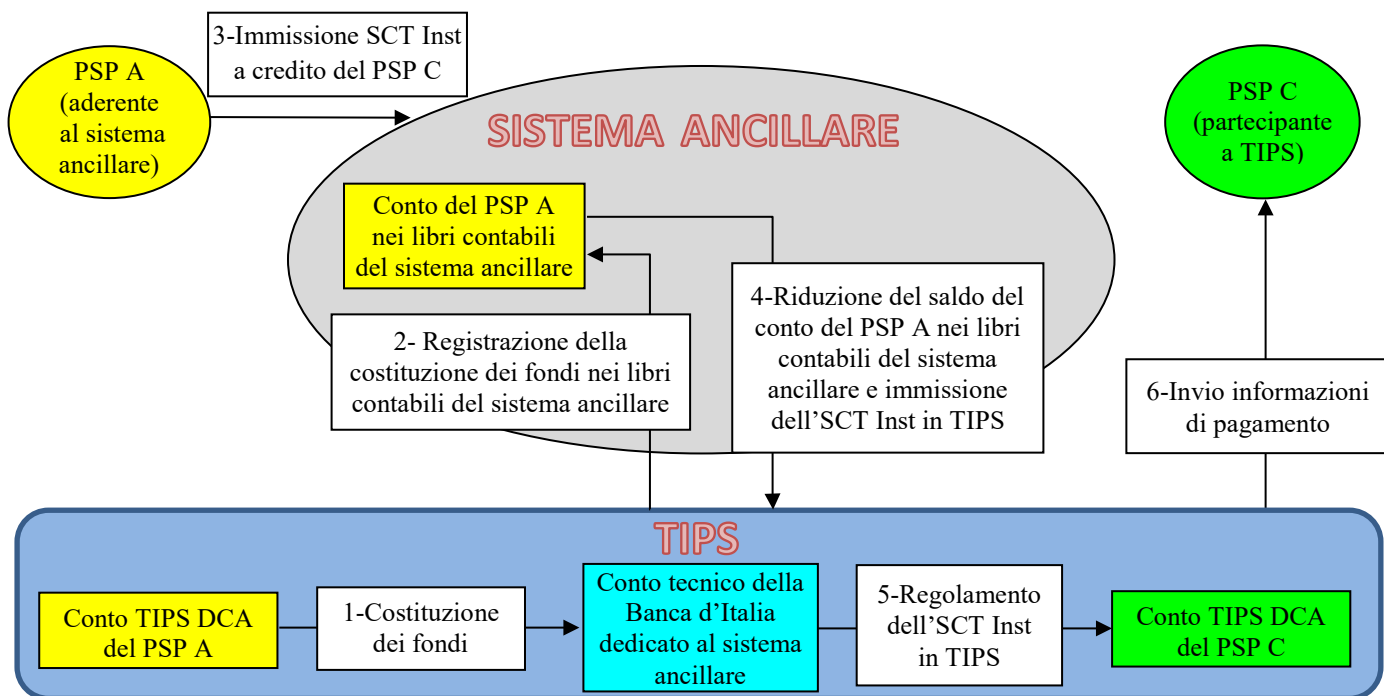 3-Immissione SCT Inst
a credito del PSP C
PSP A
(aderente
al sistema
ancillare)
SISTEMA ANCILLARE
PSP C
(partecipante
a TIPS)
Conto del PSP A
nei libri contabili
del sistema ancillare
2- Registrazione della
costituzione dei fondi nei libri
contabili del sistema ancillare
4-Riduzione del saldo del
conto del PSP A nei libri
contabili del sistema
ancillare e immissione
dell’SCT Inst in TIPS
6-Invio informazioni
di pagamento
TIPS
Conto TIPS DCA
del PSP A
1-Costituzione
dei fondi
Conto tecnico della
Banca d’Italia
dedicato al sistema
ancillare
5-Regolamento
dell’SCT Inst
in TIPS
Conto TIPS DCA
del PSP C